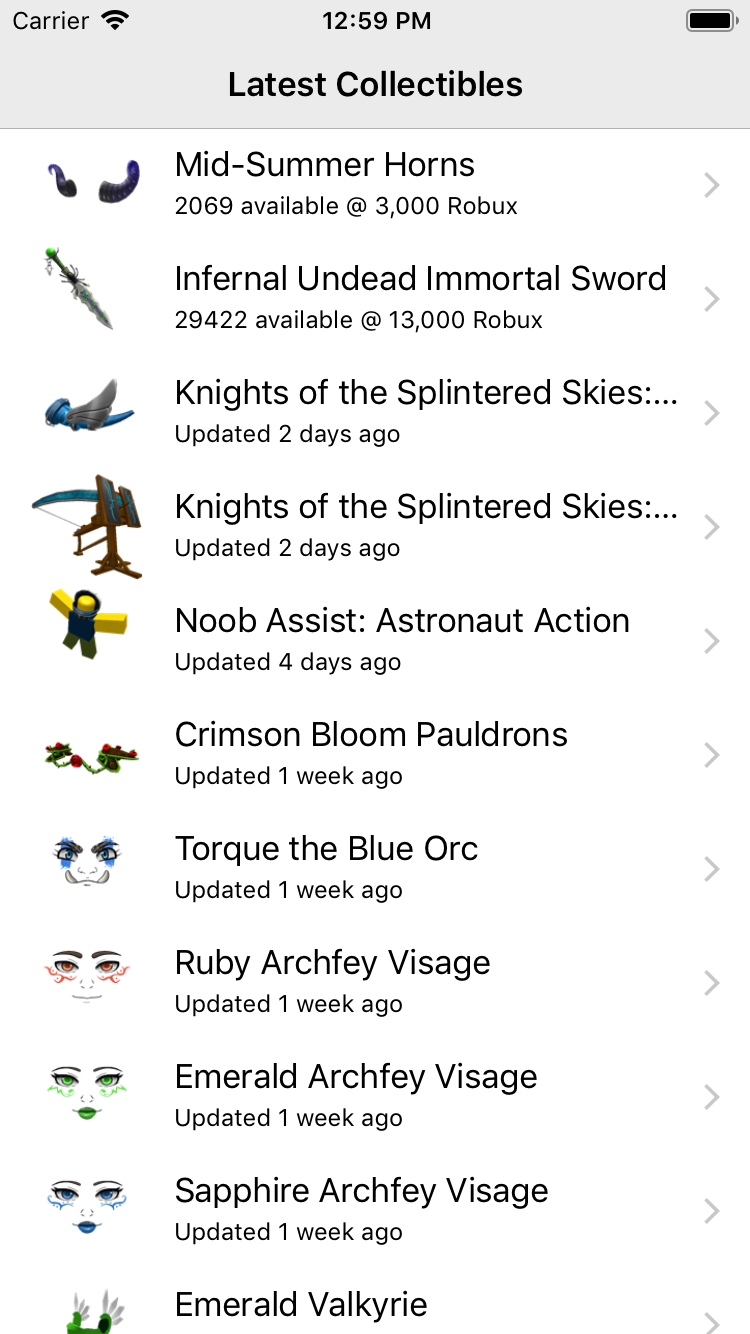 Carrier 12:59 PM
Latest Collectibles
Mid-Summer Horns
2069 available @ 3,000 Robux
Infernal Undead Immortal Sword
29422 available @ 13,000 Robux
Knights of the Splintered Skies:...
Updated 2 days ago
Knights of the Splintered Skies:...
Updated 2 days ago
Noob Assist: Astronaut Action
Updated 4 days ago
Crimson Bloom Pauldrons
Updated 1 week ago
Torque the Blue Orc
Updated 1 week ago
Ruby Archfey Visage
Updated 1 week ago
Emerald Archfey Visage
Updated 1 week ago
Sapphire Archfey Visage
Updated 1 week ago
Emerald Valkyrie